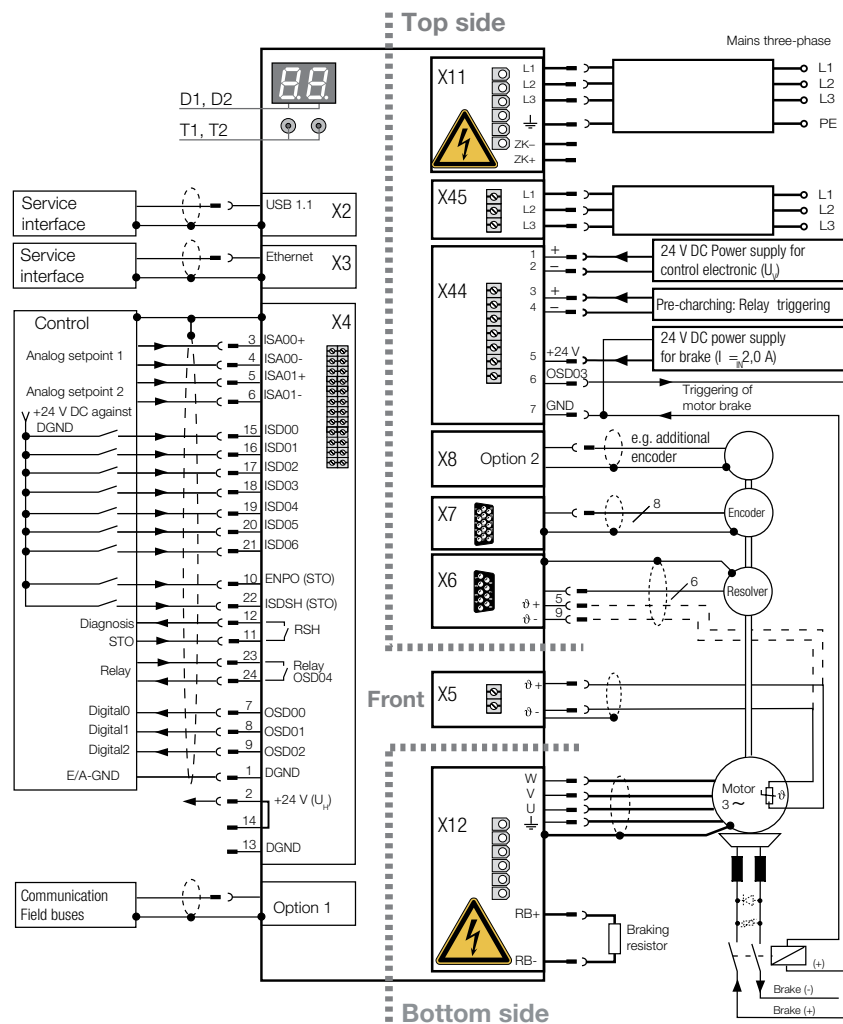 Top side
Mains three-phase
D1, D2
T1, T2
X11
L1
L2
L3
ZK–
ZK+
L1
L2
L3
PE
Service
interface
USB 1.1
X2
Service
interface
Ethernet
X3
X45
L1
L2
L3
L1
L2
L3
X44
1 +
2 –
3 +
4 –
5 +24 V
6 OSD03
7 GND
24 V DC Power supply for
control electronic (UV)
Pre-charching: Relay triggering
24 V DC power supply
for brake (I =IN 2,0 A)
Triggering of
motor brake
Control
X4
Analog setpoint 1
Analog setpoint 2
+24 V DC against
DGND
3 ISA00+
4 ISA00-
5 ISA01+
6 ISA01-
15 ISD00
16 ISD01
17 ISD02
18 ISD03
19 ISD04
20 ISD05
21 ISD06
10 ENPO (STO)
22 ISDSH (STO)
Diagnosis 12
STO 11
RSH
Relay
23
24
Relay
OSD04
Digital0 7 OSD00
Digital1 8 OSD01
Digital2 9 OSD02
E/A-GND 1 DGND
2 +24 V (UH)
14
13 DGND
Communication
Field buses
Option 1
X8 Option 2
e.g. additional
encoder
X7
8
Encoder
X6
6
Resolver
ϑ + 5
ϑ - 9
Front
X5
ϑ +
ϑ -
X12
W
V
U
Motor
3 ~
ϑ
RB+
RB-
Braking
resistor
(+)
Brake (-)
Brake (+)
Bottom side